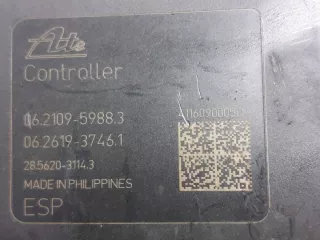 Ate
Controller
06.2109-5988.3
06.2619-3746.1
28.5620-3114.3
MADE IN PHILIPPINES
ESP